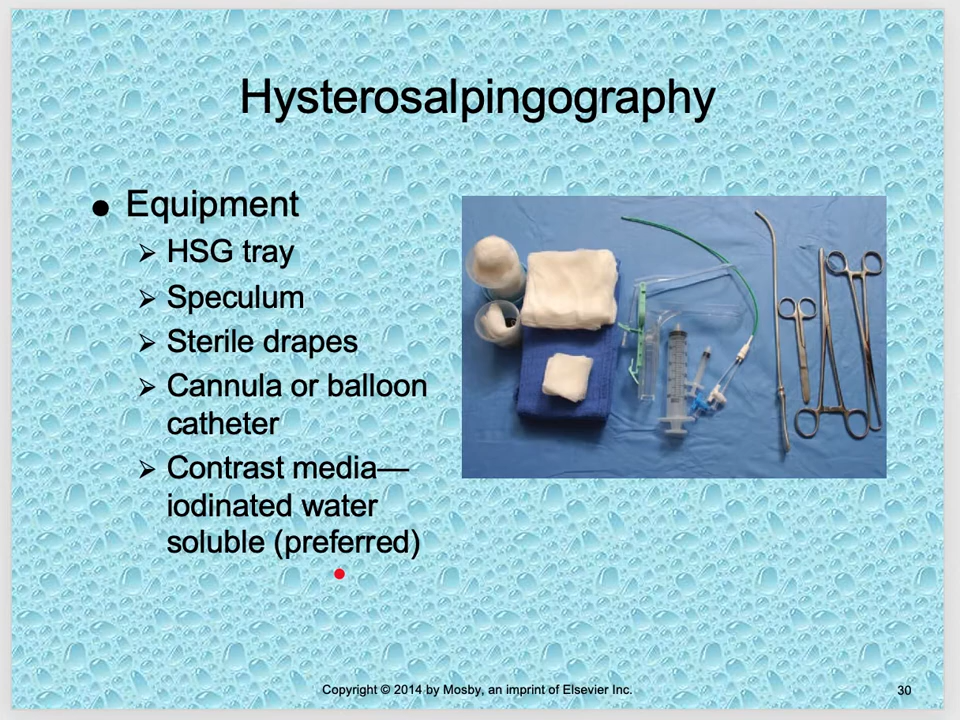 Hysterosalpingography
● Equipment
➢ HSG tray
➢ Speculum
➢ Sterile drapes
➢ Cannula or balloon
catheter
➢ Contrast media—
iodinated water
soluble (preferred)
Copyright © 2014 by Mosby, an imprint of Elsevier Inc.
30